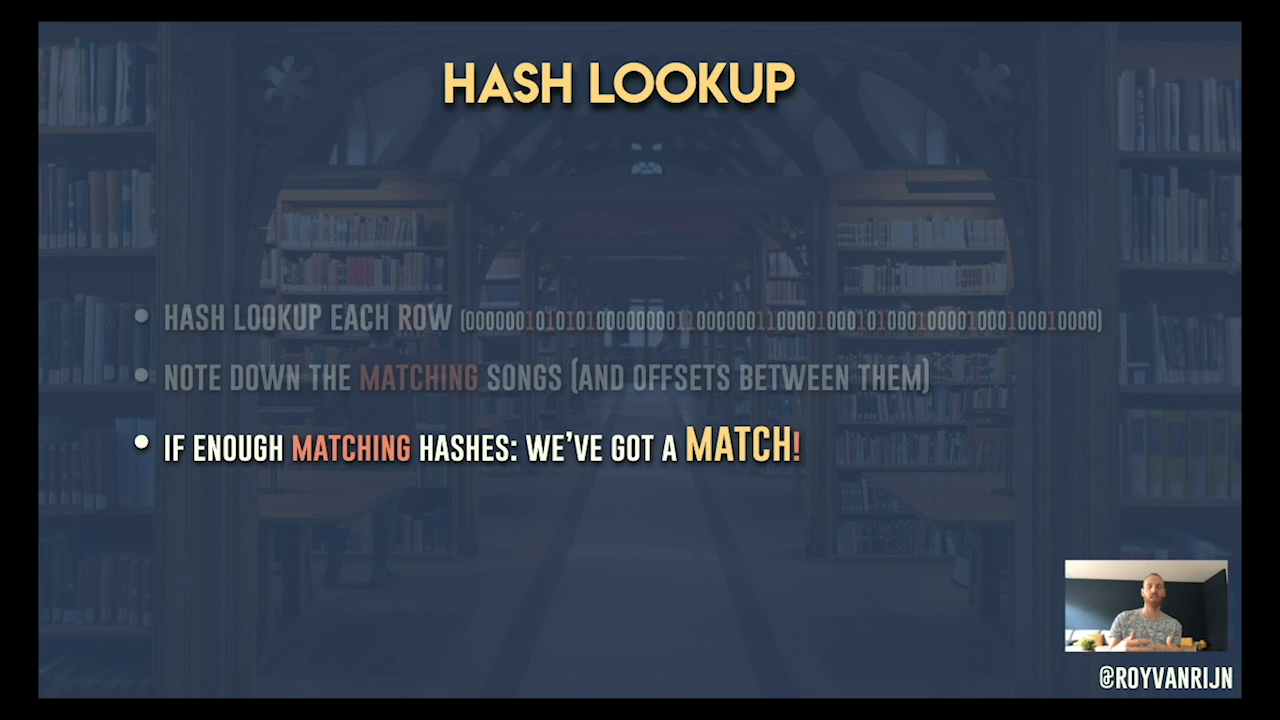 HASH LOOKUP
HASH LOOKUP EACH ROW
NOTE DOWN THE MATCHING SONGS (AND OFFSETS BETWEEN THEM)
IF ENOUGH MATCHING HASHES: WE'VE GOT A MATCH!
@ROYVANRIJN